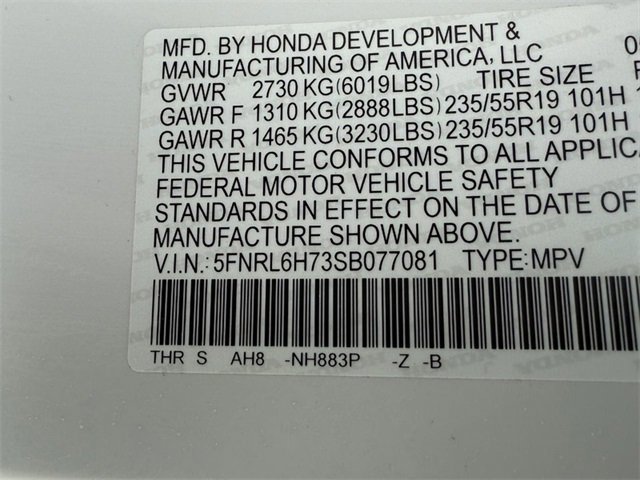 MFD. BY HONDA DEVELOPMENT &
MANUFACTURING OF AMERICA, LLC
GVWR 2730 KG(6019LBS) TIRE SIZE
GAWR F 1310 KG(2888LBS) 235/55R19 101H
GAWR R 1465 KG(3230LBS) 235/55R19 101H
THIS VEHICLE CONFORMS TO ALL APPLICA
FEDERAL MOTOR VEHICLE SAFETY
STANDARDS IN EFFECT ON THE DATE OF
MANUFACTURE SHOWN ABOVE.
V.I.N.: 5FNRL6H73SB077081 TYPE:MPV
THR S AH8 -NH883P -Z -B